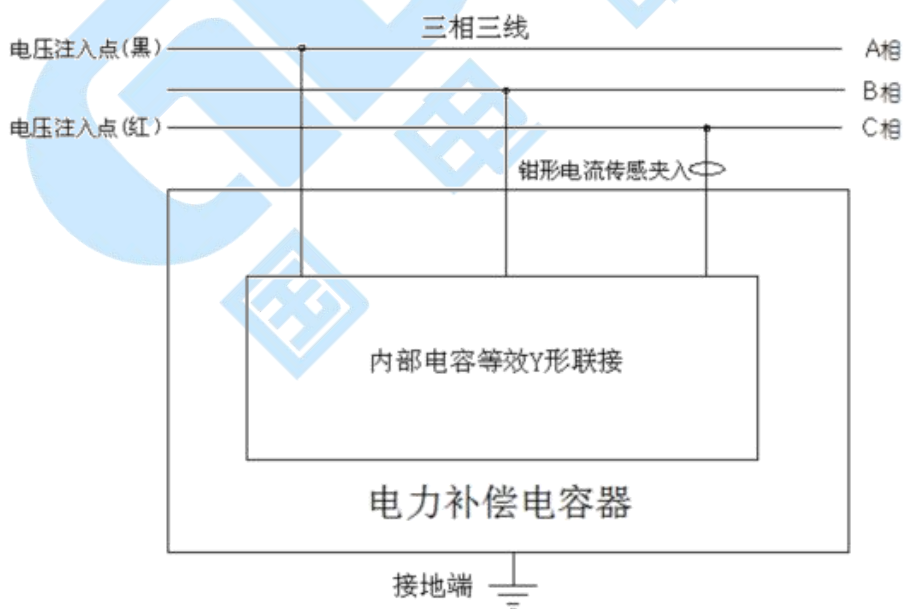 三相三线
电压注入点(黑)
A相
B相
电压注入点(红)
C相
钳形电流传感夹入
内部电容等效Y形联接
电力补偿电容器
接地端